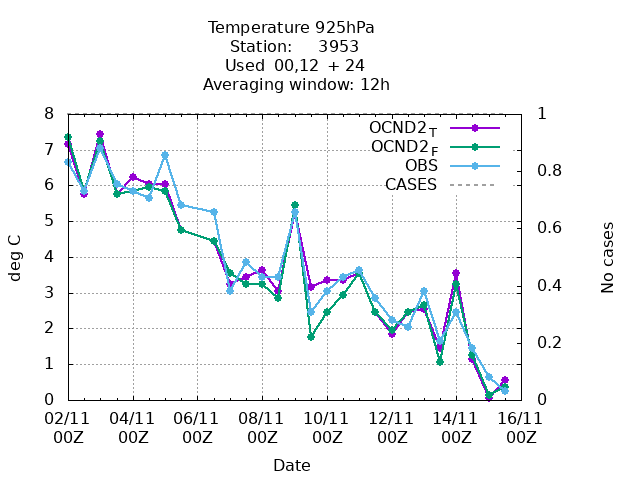 Temperature 925hPa
Station:     3953
Used  00,12  + 24
Averaging window: 12h
OCND2T
OCND2F
OBS
CASES
deg C
No cases
8
7
6
5
4
3
2
1
0
1
0.8
0.6
0.4
0.2
0
02/11 04/11 06/11 08/11 10/11 12/11 14/11 16/11
00Z 00Z 00Z 00Z 00Z 00Z 00Z 00Z
Date